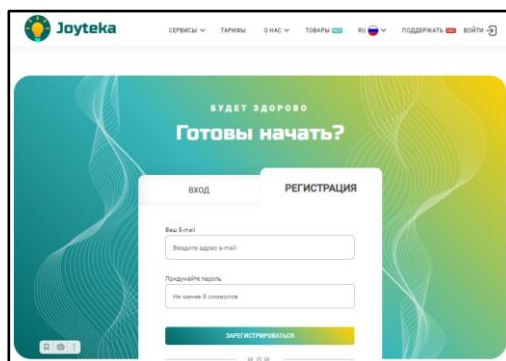 Joyteka
СЕРВИСЫ ТАРИФЫ О НАС ТОВАРЫ RU ПОДДЕРЖАТЬ ВОЙТИ
БУДЕТ ЗДОРОВО
Готовы начать?
ВХОД
РЕГИСТРАЦИЯ
Ваш E-mail
Введите адрес e-mail
Придумайте пароль
Не менее 8 символов
ЗАРЕГИСТРИРОВАТЬСЯ
ИЛИ